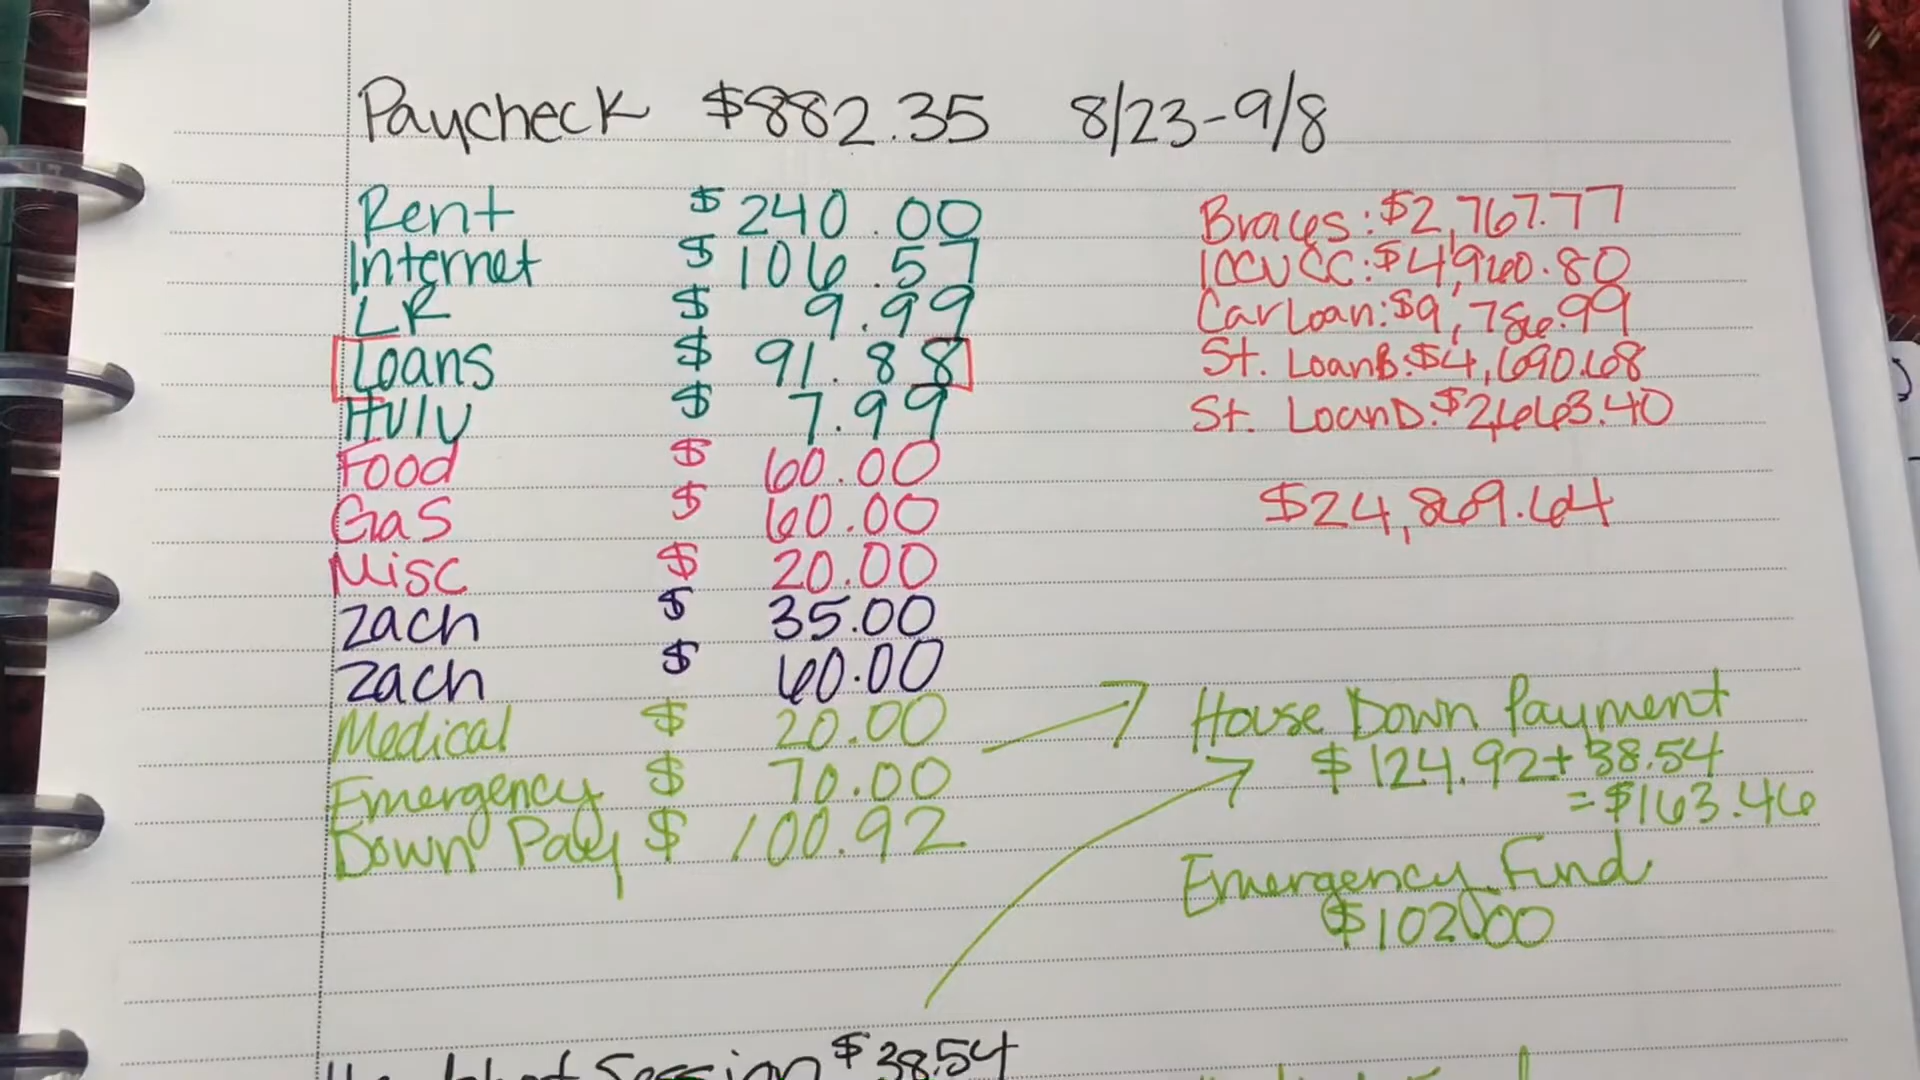 Paycheck $882.35 8/23-9/8
Rent $240.00
Internet $106.57
LR $9.99
Loans $91.88
Hulu $7.99
Food $60.00
Gas $60.00
Misc $20.00
Zach $35.00
Zach $60.00
Medical $20.00
Emergency $70.00
Down Pay $100.92
Braces: $2,767.77
ICCU CC: $4,960.80
Car Loan: $9,786.99
St. Loan B: $4,690.68
St. Loan D: $2,663.40
$24,869.64
House Down Payment
$124.92 + 38.54
= $163.46
Emergency Fund
$102.00
Session $38.54